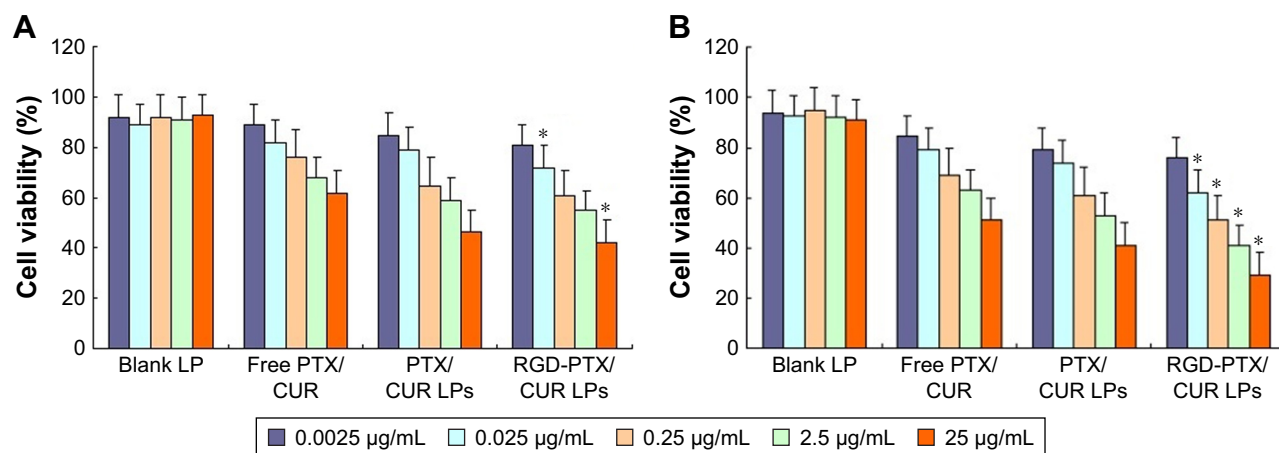 A
Cell viability (%)
120
100
80
60
40
20
0
*
*
Blank LP
Free PTX/
CUR
PTX/
CUR LPs
RGD-PTX/
CUR LPs
B
Cell viability (%)
120
100
80
60
40
20
0
*
*
*
*
Blank LP
Free PTX/
CUR
PTX/
CUR LPs
RGD-PTX/
CUR LPs
0.0025 µg/mL 0.025 µg/mL 0.25 µg/mL 2.5 µg/mL 25 µg/mL